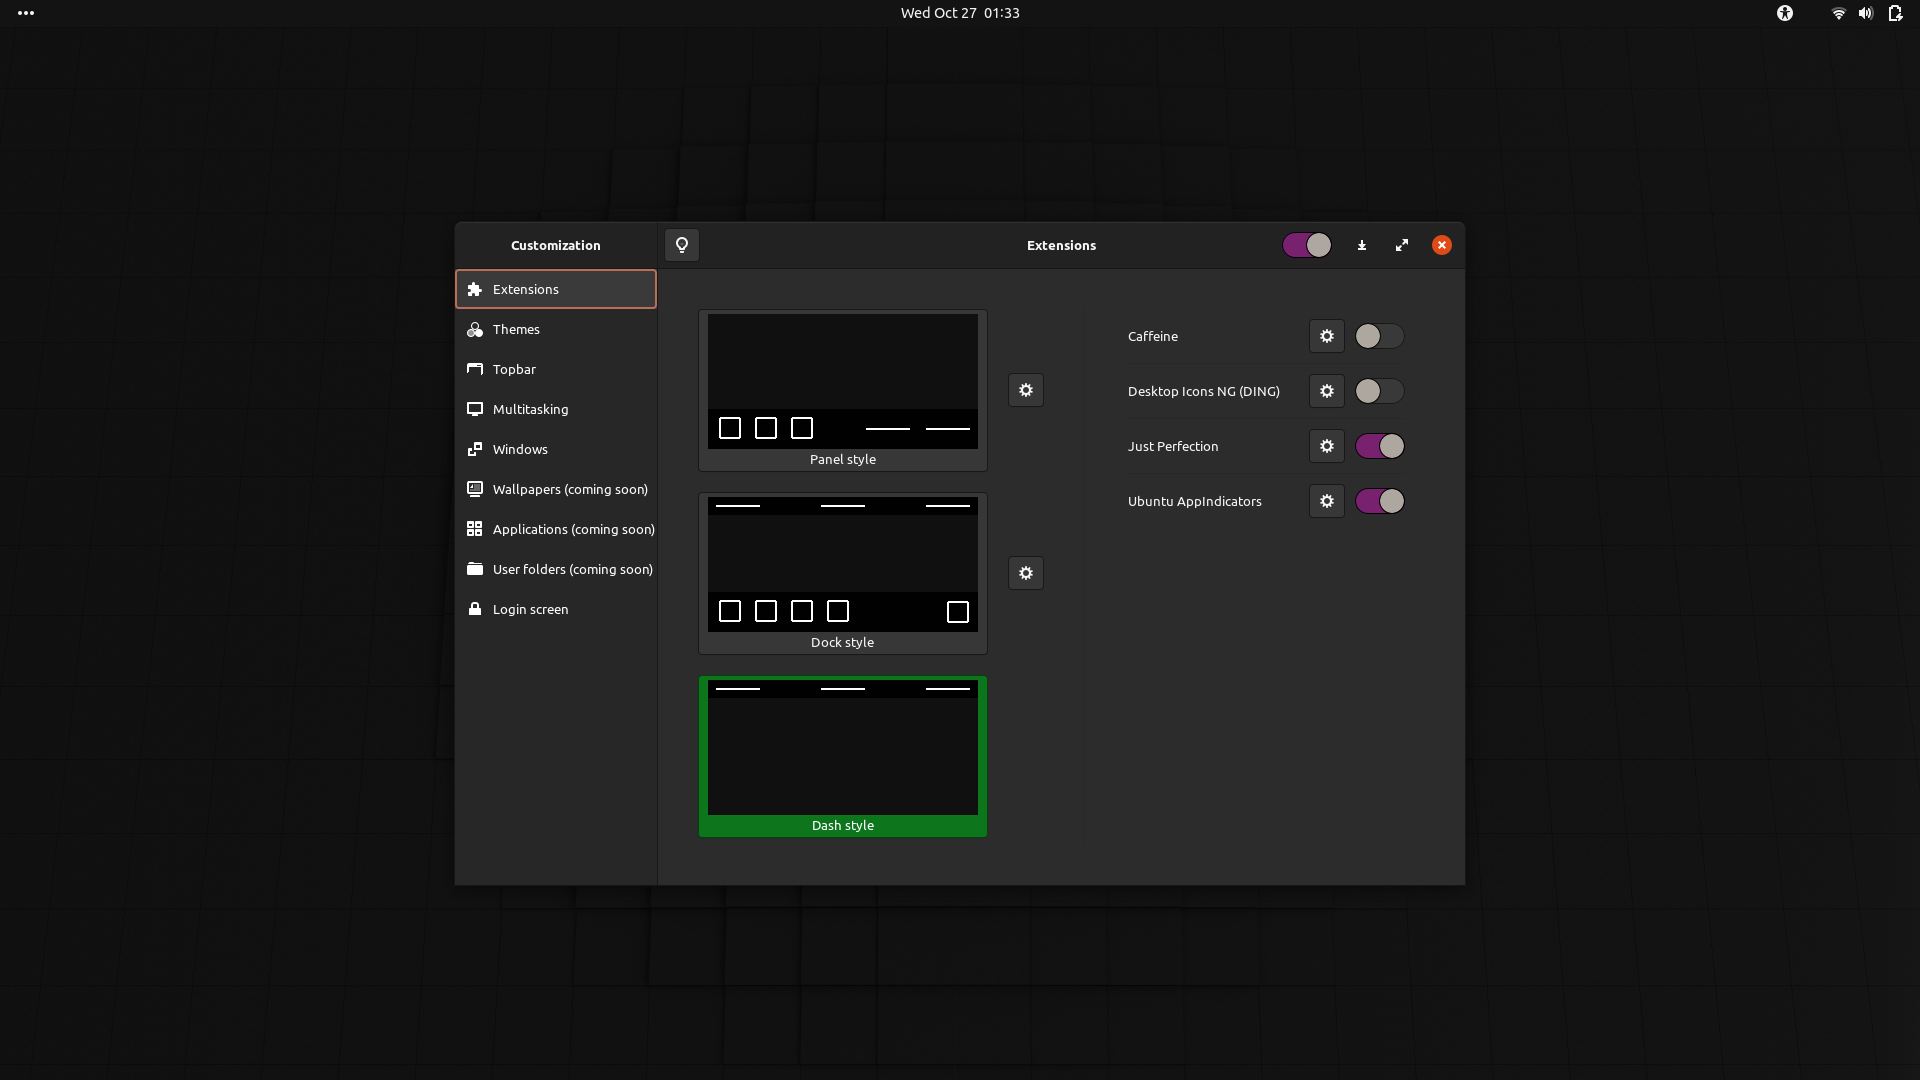 Wed Oct 27 01:33
Customization
Extensions
Extensions
Themes
Topbar
Multitasking
Windows
Wallpapers (coming soon)
Applications (coming soon)
User folders (coming soon)
Login screen
Panel style
Dock style
Dash style
Caffeine
Desktop Icons NG (DING)
Just Perfection
Ubuntu AppIndicators